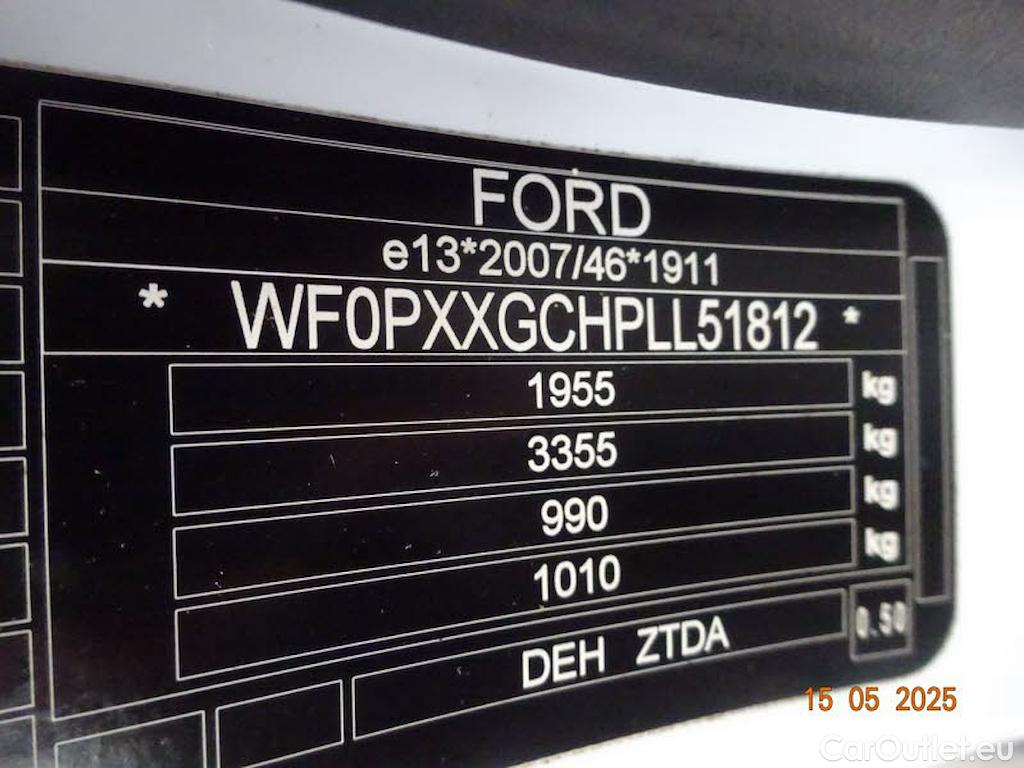 FORD
e13*2007/46*1911
* WF0PXXGCHPLL51812 *
1955 kg
3355 kg
990 kg
1010 kg
0.50
DEH ZTDA
15 05 2025
CarOutlet.eu